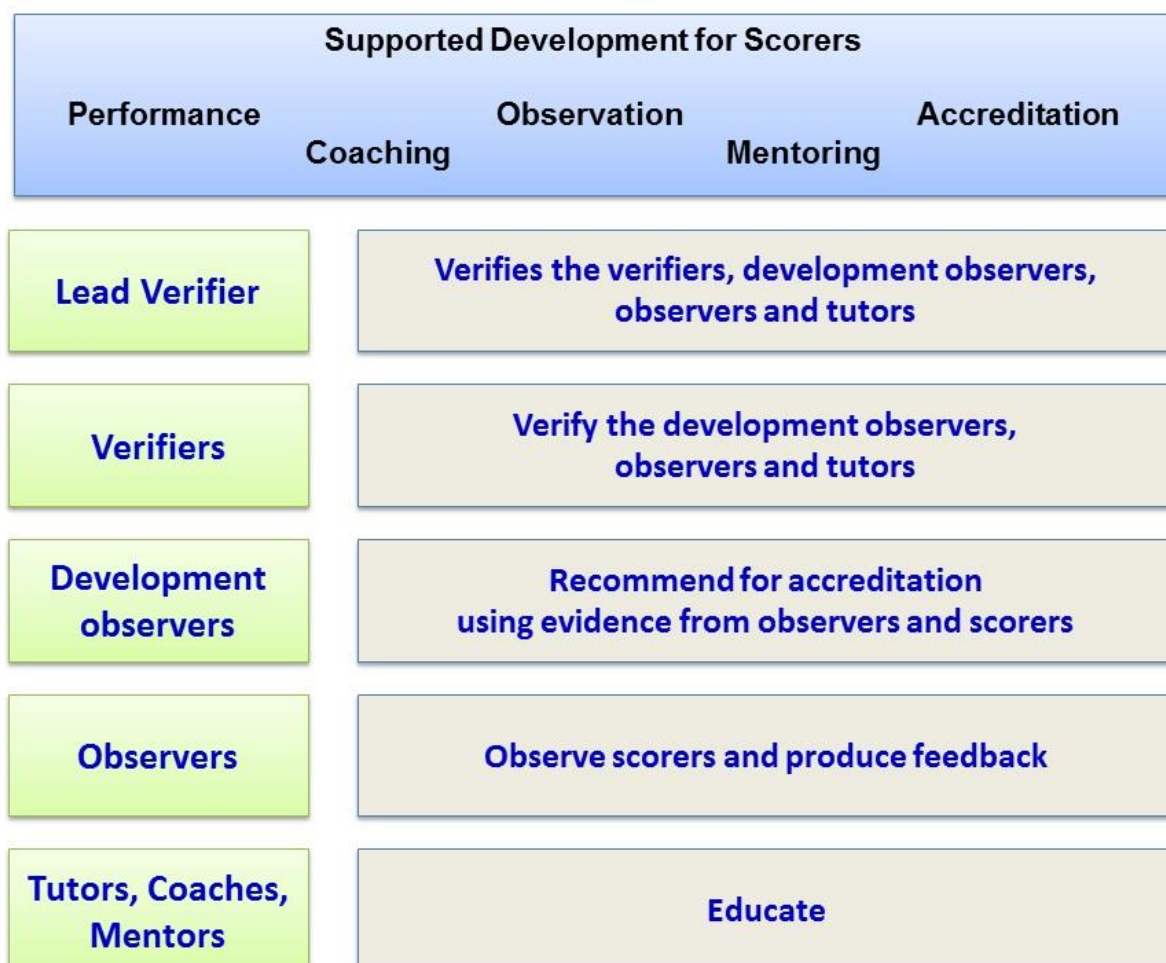 Supported Development for Scorers
Performance Observation Accreditation
Coaching Mentoring
Lead Verifier
Verifies the verifiers, development observers,
observers and tutors
Verifiers
Verify the development observers,
observers and tutors
Development
observers
Recommend for accreditation
using evidence from observers and scorers
Observers
Observe scorers and produce feedback
Tutors, Coaches,
Mentors
Educate